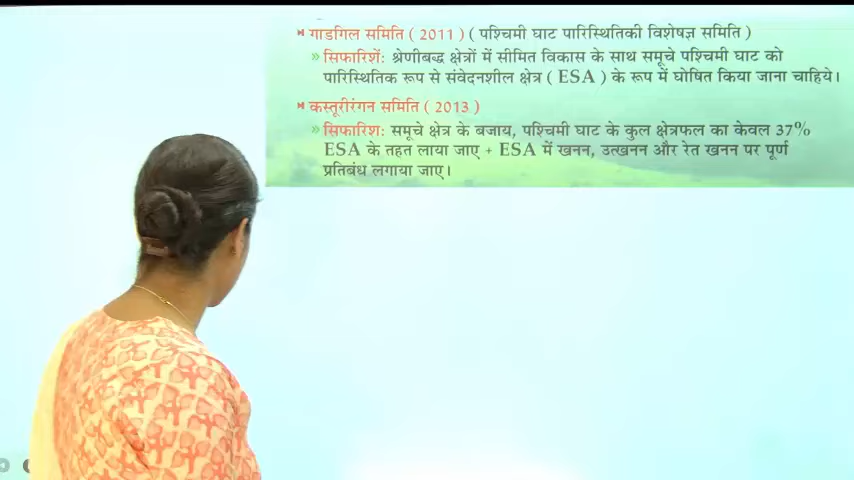 गाडगिल समिति ( 2011 ) ( पश्चिमी घाट पारिस्थितिकी विशेषज्ञ समिति )
» सिफारिशें: श्रेणीबद्ध क्षेत्रों में सीमित विकास के साथ समूचे पश्चिमी घाट को
पारिस्थितिक रूप से संवेदनशील क्षेत्र ( ESA ) के रूप में घोषित किया जाना चाहिये।
कस्तूरीरंगन समिति ( 2013 )
» सिफारिश: समूचे क्षेत्र के बजाय, पश्चिमी घाट के कुल क्षेत्रफल का केवल 37%
ESA के तहत लाया जाए + ESA में खनन, उत्खनन और रेत खनन पर पूर्ण
प्रतिबंध लगाया जाए।